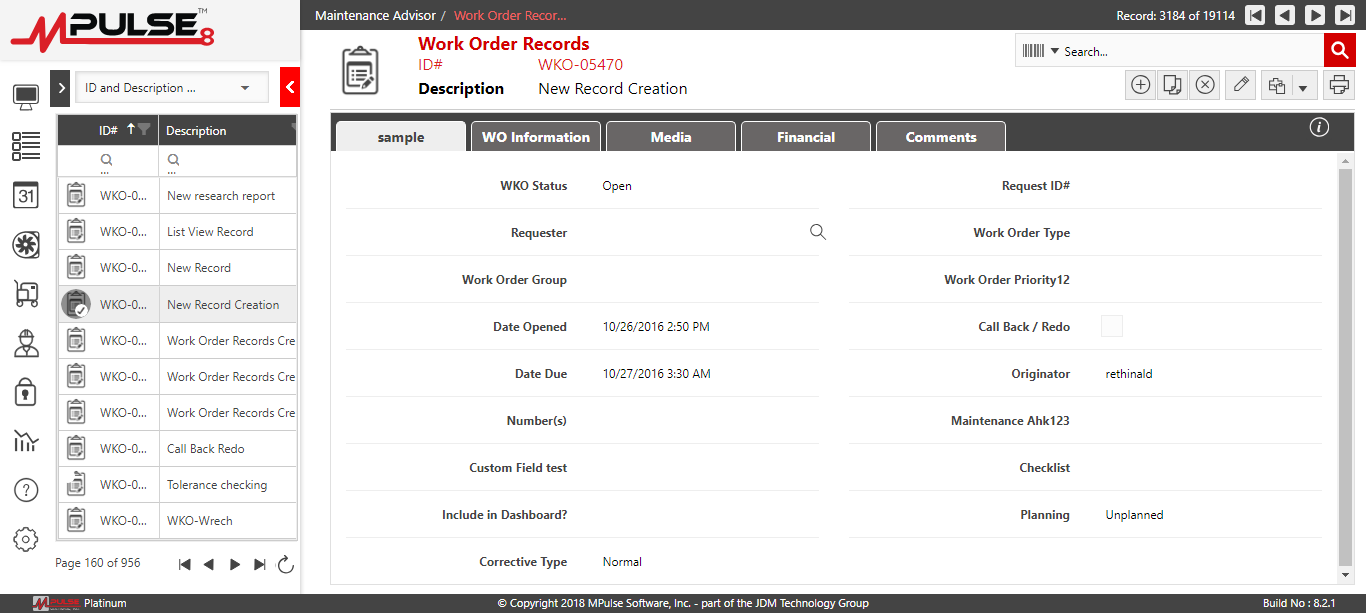 MPULSE 8 ™
Maintenance Advisor / Work Order Recor...
Record: 3184 of 19114
Work Order Records
ID# WKO-05470
Description New Record Creation
Search...
ID and Description ...
ID# Description
... ...
WKO-0... New research report
WKO-0... List View Record
WKO-0... New Record
WKO-0... New Record Creation
WKO-0... Work Order Records Cre
WKO-0... Work Order Records Cre
WKO-0... Work Order Records Cre
WKO-0... Call Back Redo
WKO-0... Tolerance checking
WKO-0... WKO-Wrech
Page 160 of 956
31
?
sample WO Information Media Financial Comments
i
WKO Status Open Request ID#
Requester Work Order Type
Work Order Group Work Order Priority12
Date Opened 10/26/2016 2:50 PM Call Back / Redo
Date Due 10/27/2016 3:30 AM Originator rethinald
Number(s) Maintenance Ahk123
Custom Field test Checklist
Include in Dashboard? Planning Unplanned
Corrective Type Normal
MPULSE Platinum
© Copyright 2018 MPulse Software, Inc. - part of the JDM Technology Group
Build No : 8.2.1